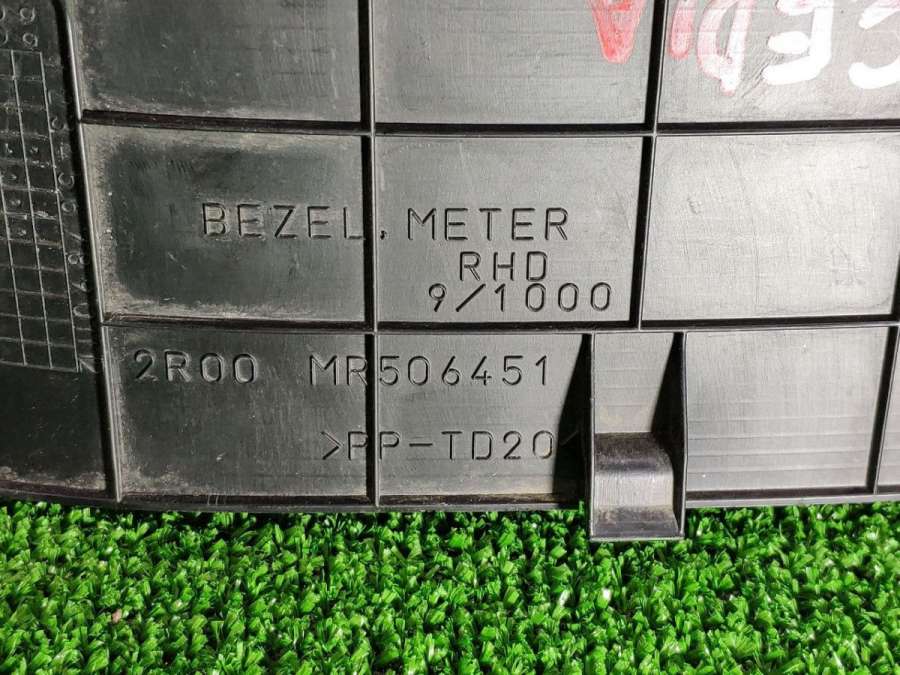 BEZEL, METER
RHD
9/1000
2R00 MR506451
>PP-TD20